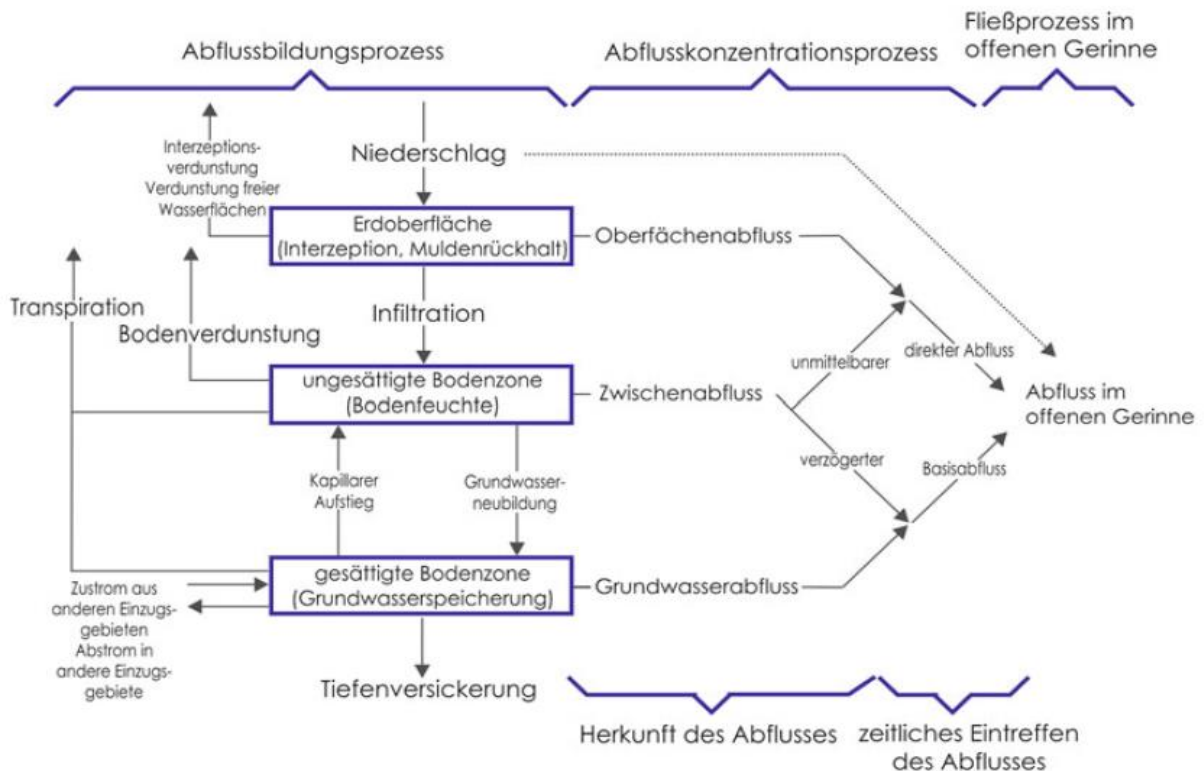 Abflussbildungsprozess
Abflusskonzentrationsprozess
Fließprozess im
offenen Gerinne
Interzeptions-
verdunstung
Verdunstung freier
Wasserflächen
Niederschlag
Erdoberfläche
(Interzeption, Muldenrückhalt)
Oberfächenabfluss
Transpiration
Bodenverdunstung
Infiltration
unmittelbarer
direkter Abfluss
ungesättigte Bodenzone
(Bodenfeuchte)
Zwischenabfluss
Abfluss im
offenen Gerinne
Kapillarer
Aufstieg
Grundwasser-
neubildung
verzögerter
Basisabfluss
gesättigte Bodenzone
(Grundwasserspeicherung)
Grundwasserabfluss
Zustrom aus
anderen Einzugs-
gebieten
Abstrom in
andere Einzugs-
gebiete
Tiefenversickerung
Herkunft des Abflusses
zeitliches Eintreffen
des Abflusses